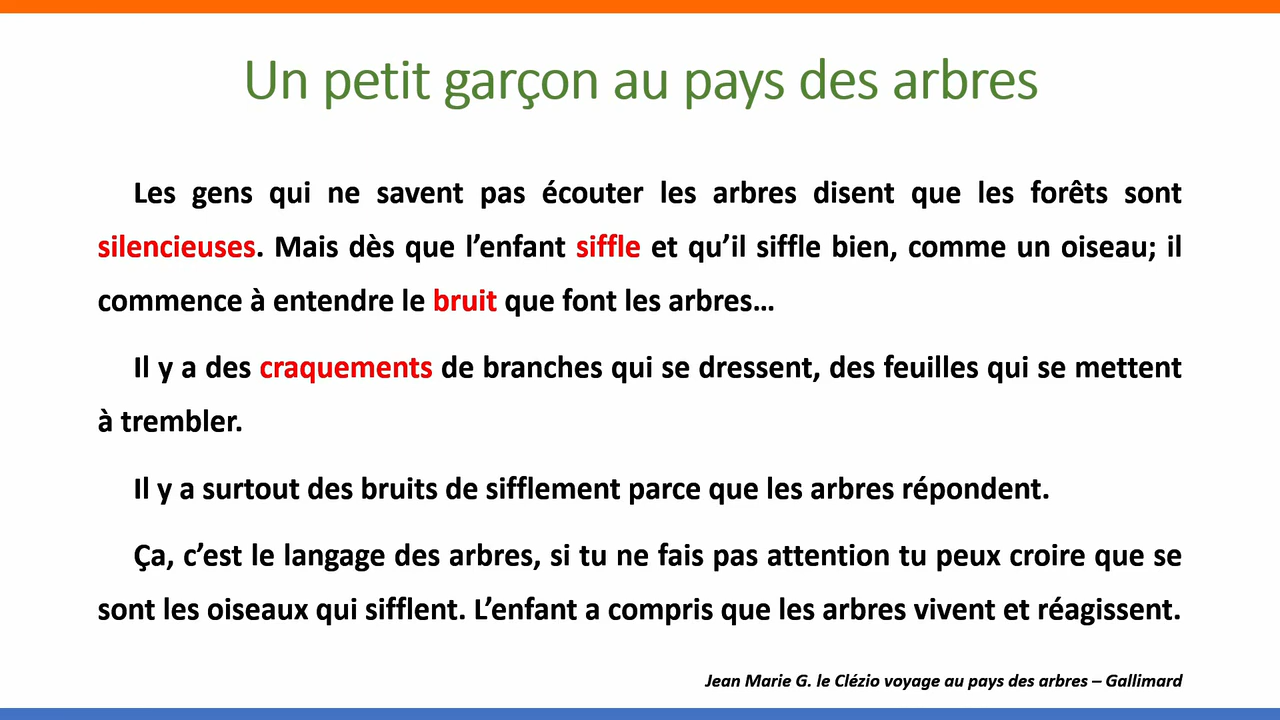 Un petit garçon au pays des arbres
Les gens qui ne savent pas écouter les arbres disent que les forêts sont
silencieuses. Mais dès que l’enfant siffle et qu’il siffle bien, comme un oiseau; il
commence à entendre le bruit que font les arbres…
Il y a des craquements de branches qui se dressent, des feuilles qui se mettent
à trembler.
Il y a surtout des bruits de sifflement parce que les arbres répondent.
Ça, c’est le langage des arbres, si tu ne fais pas attention tu peux croire que se
sont les oiseaux qui sifflent. L’enfant a compris que les arbres vivent et réagissent.
Jean Marie G. le Clézio voyage au pays des arbres – Gallimard